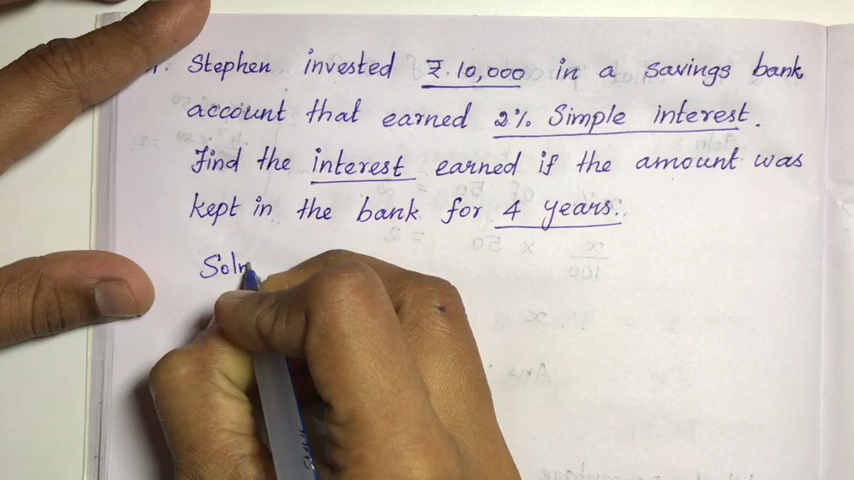 Stephen invested ₹.10,000 in a savings bank
account that earned 2% Simple interest.
Find the interest earned if the amount was
kept in the bank for 4 years.
Soln